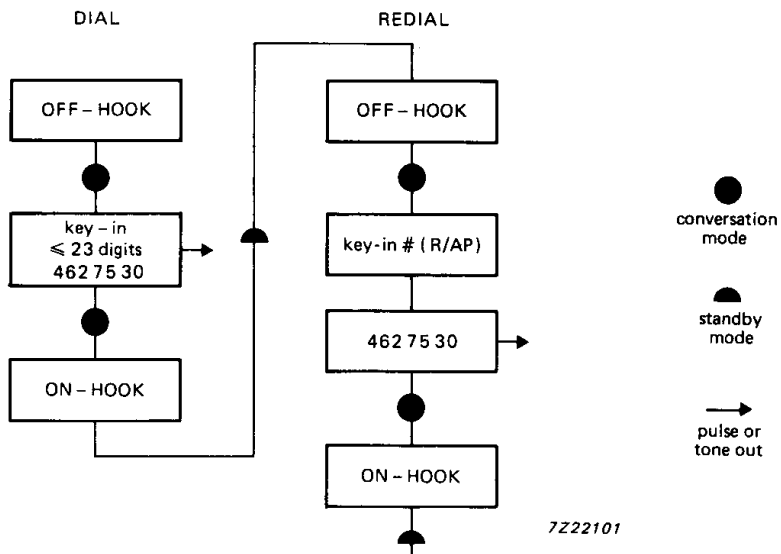 DIAL
OFF – HOOK
key – in
≤ 23 digits
462 75 30
ON – HOOK
REDIAL
OFF – HOOK
key-in # ( R/AP)
462 75 30
ON – HOOK
conversation
mode
standby
mode
pulse or
tone out
7Z22101